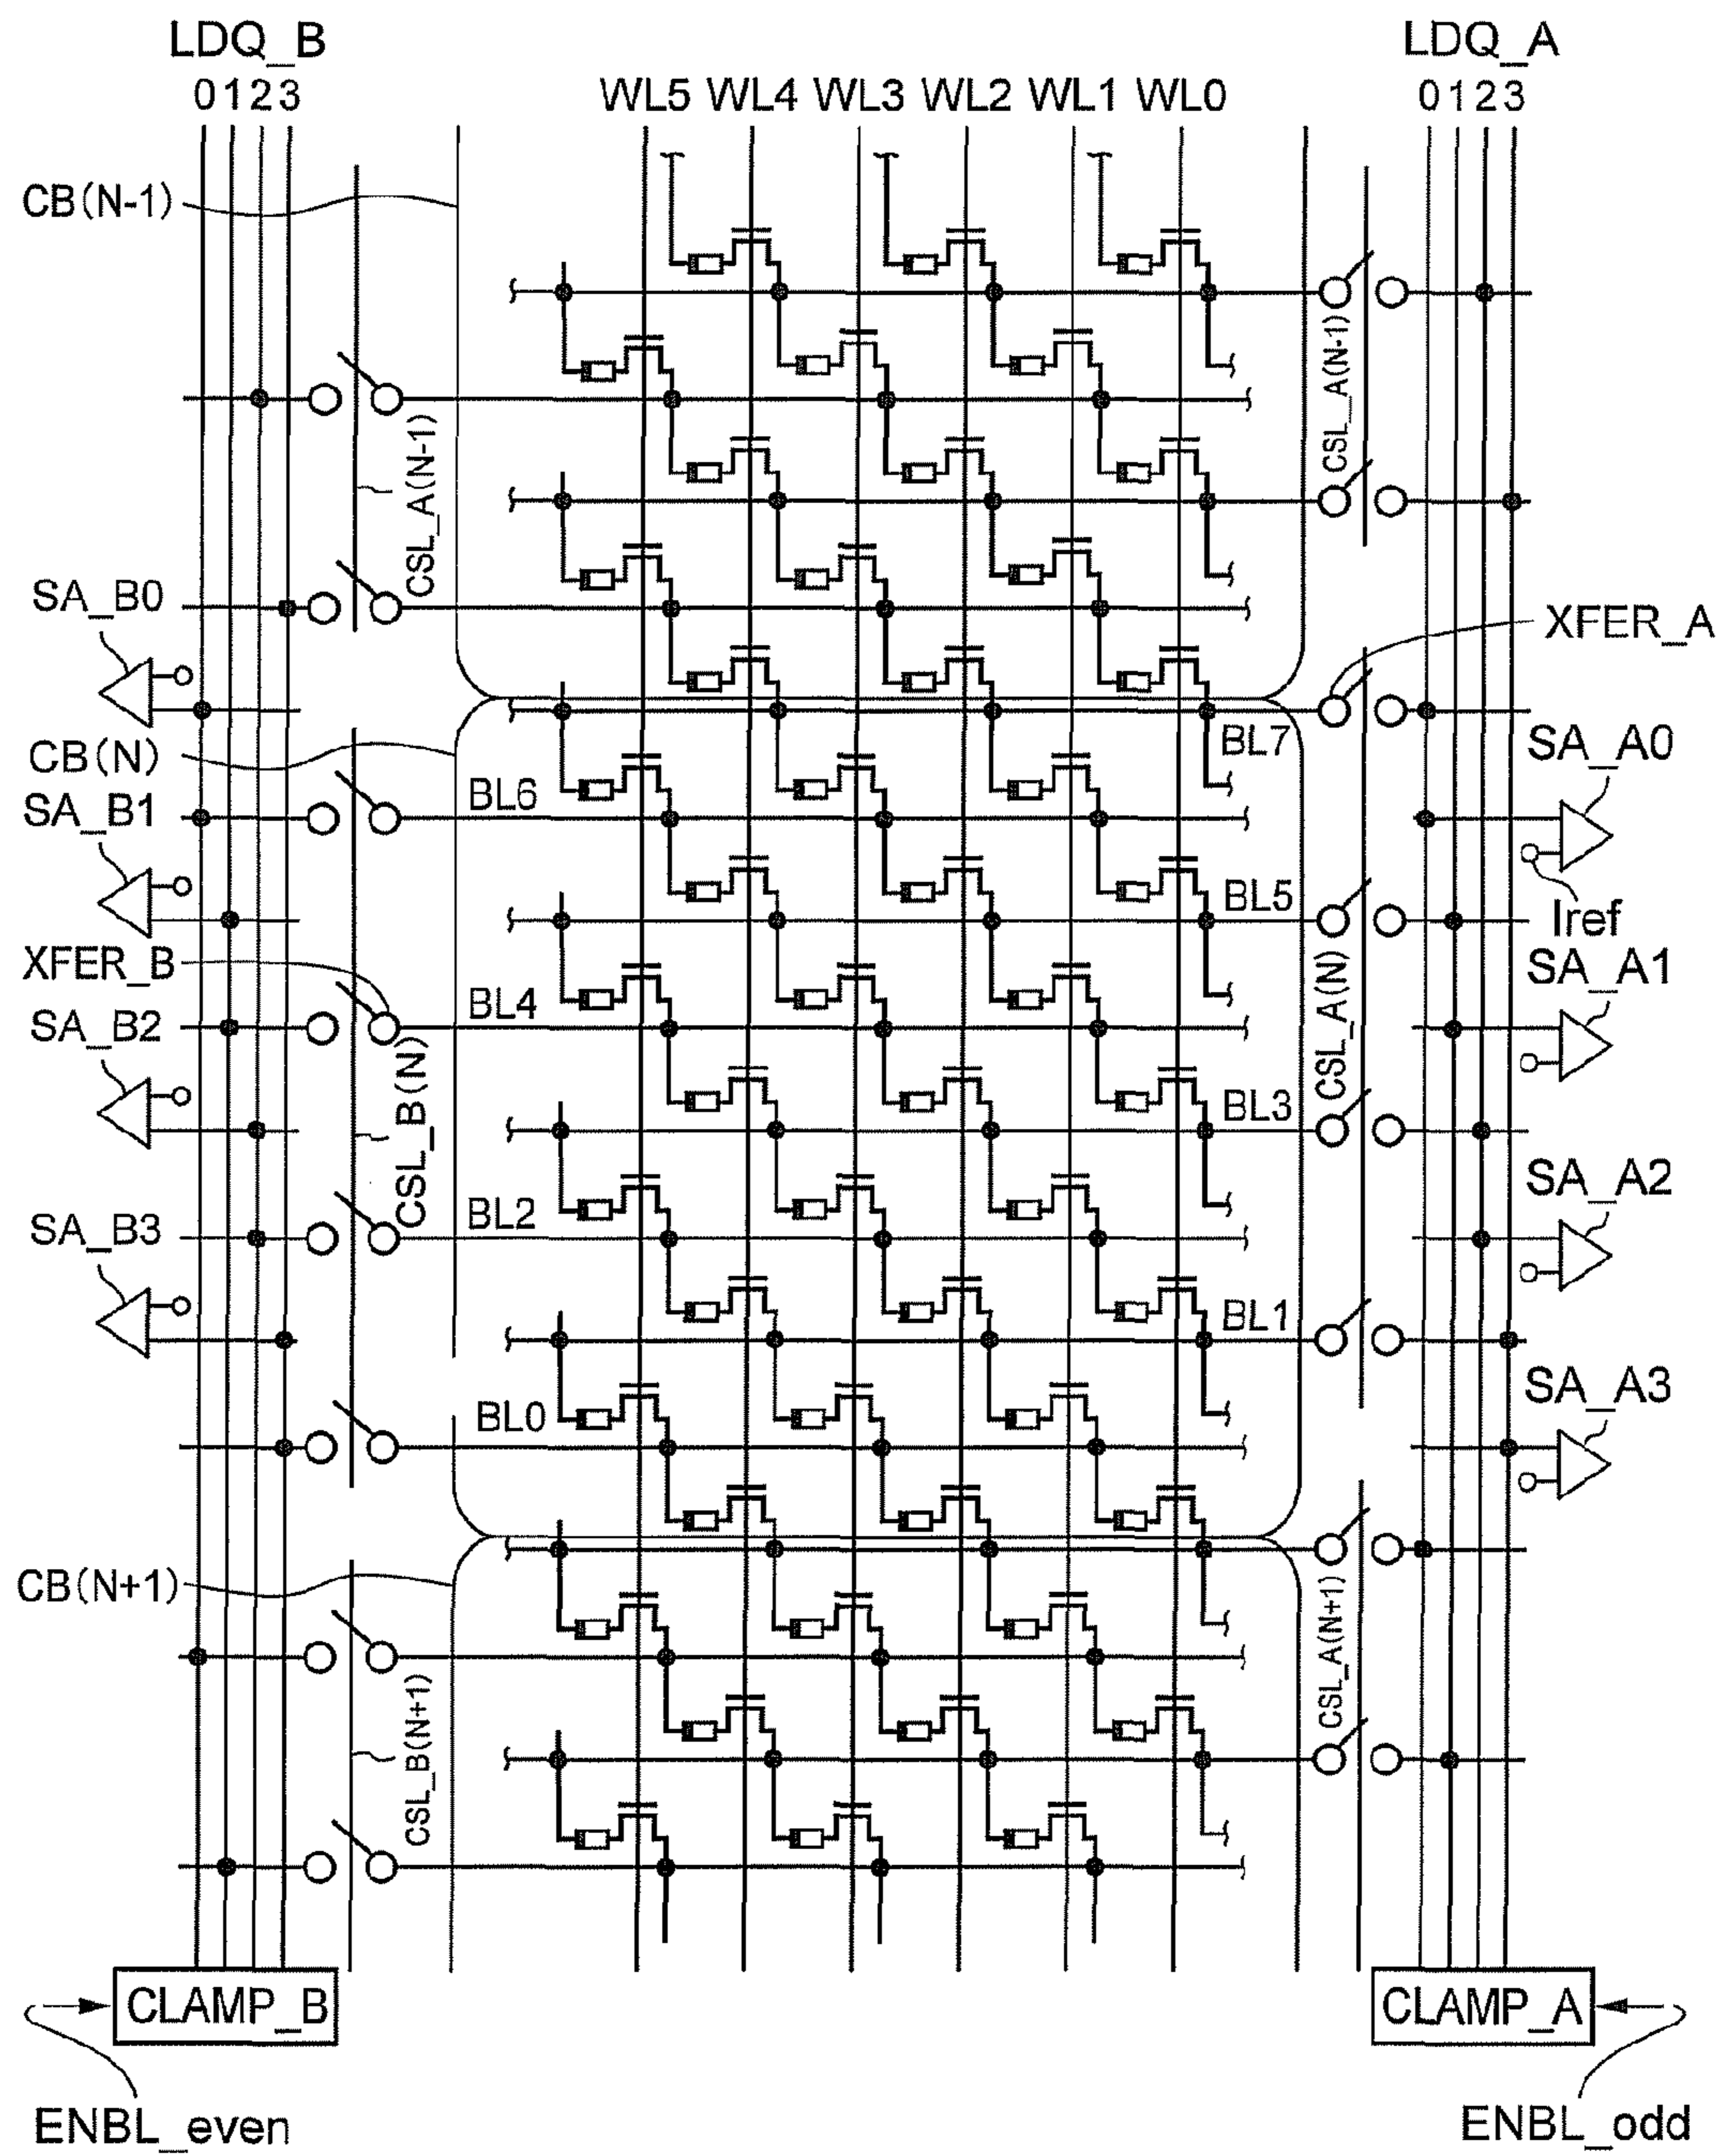 LDQ_B
0123
WL5 WL4 WL3 WL2 WL1 WL0
LDQ_A
0123
CB(N-1)
CSL_A(N-1)
CSL_A(N-1)
SA_B0
XFER_A
CB(N)
BL7
SA_A0
BL6
SA_B1
BL5
Iref
XFER_B
SA_A1
BL4
CSL_A(N)
SA_B2
CSL_B(N)
BL3
SA_A2
BL2
SA_B3
BL1
SA_A3
BL0
CB(N+1)
CSL_A(N+1)
CSL_B(N+1)
CLAMP_B
CLAMP_A
ENBL_even
ENBL_odd